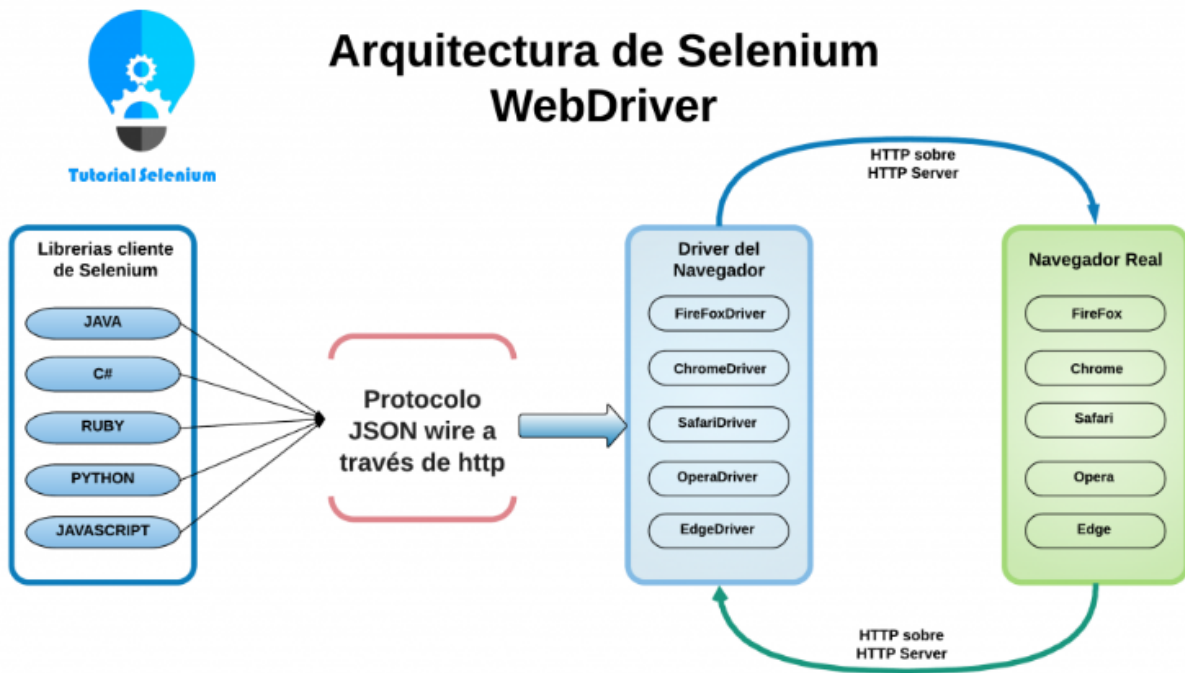 Arquitectura de Selenium
WebDriver
Tutorial Selenium
Librerias cliente
de Selenium
JAVA
C#
RUBY
PYTHON
JAVASCRIPT
Protocolo
JSON wire a
través de http
Driver del
Navegador
FireFoxDriver
ChromeDriver
SafariDriver
OperaDriver
EdgeDriver
HTTP sobre
HTTP Server
Navegador Real
FireFox
Chrome
Safari
Opera
Edge
HTTP sobre
HTTP Server